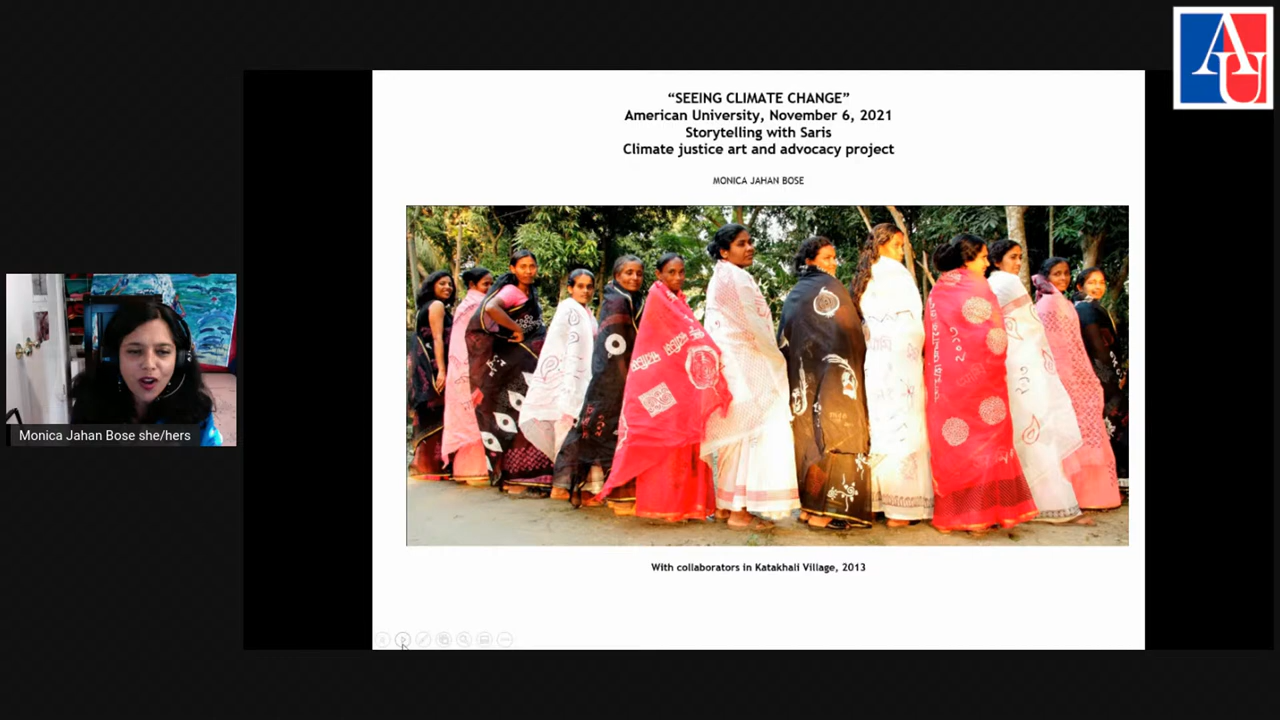 “SEEING CLIMATE CHANGE”
American University, November 6, 2021
Storytelling with Saris
Climate justice art and advocacy project
MONICA JAHAN BOSE
With collaborators in Katakhali Village, 2013
Monica Jahan Bose she/hers
AU
২০১৩